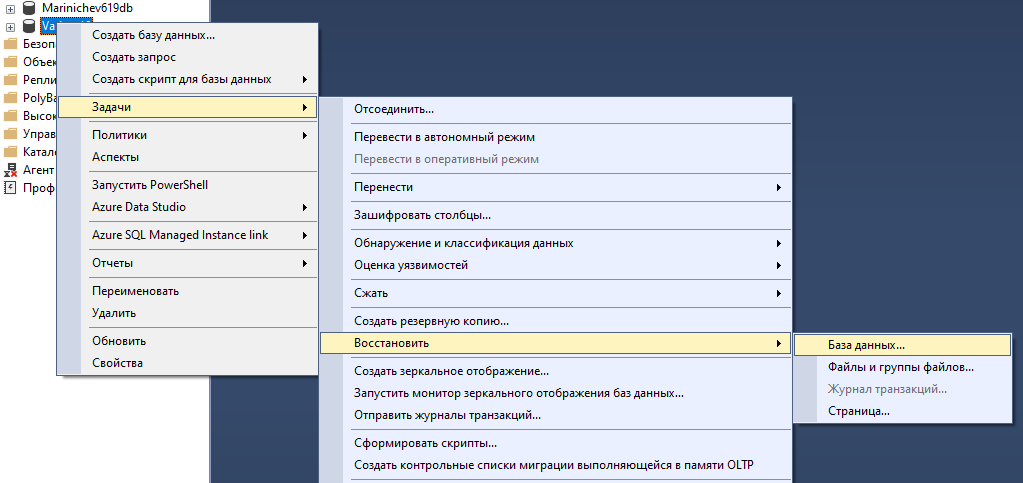 Marinichev619db
Создать базу данных...
Создать запрос
Создать скрипт для базы данных
Задачи
Политики
Аспекты
Запустить PowerShell
Azure Data Studio
Azure SQL Managed Instance link
Отчеты
Переименовать
Удалить
Обновить
Свойства
Отсоединить...
Перевести в автономный режим
Перевести в оперативный режим
Перенести
Зашифровать столбцы...
Обнаружение и классификация данных
Оценка уязвимостей
Сжать
Создать резервную копию...
Восстановить
Создать зеркальное отображение...
Запустить монитор зеркального отображения баз данных...
Отправить журналы транзакций...
Сформировать скрипты...
Создать контрольные списки миграции выполняющейся в памяти OLTP
База данных...
Файлы и группы файлов...
Журнал транзакций...
Страница...
Агент